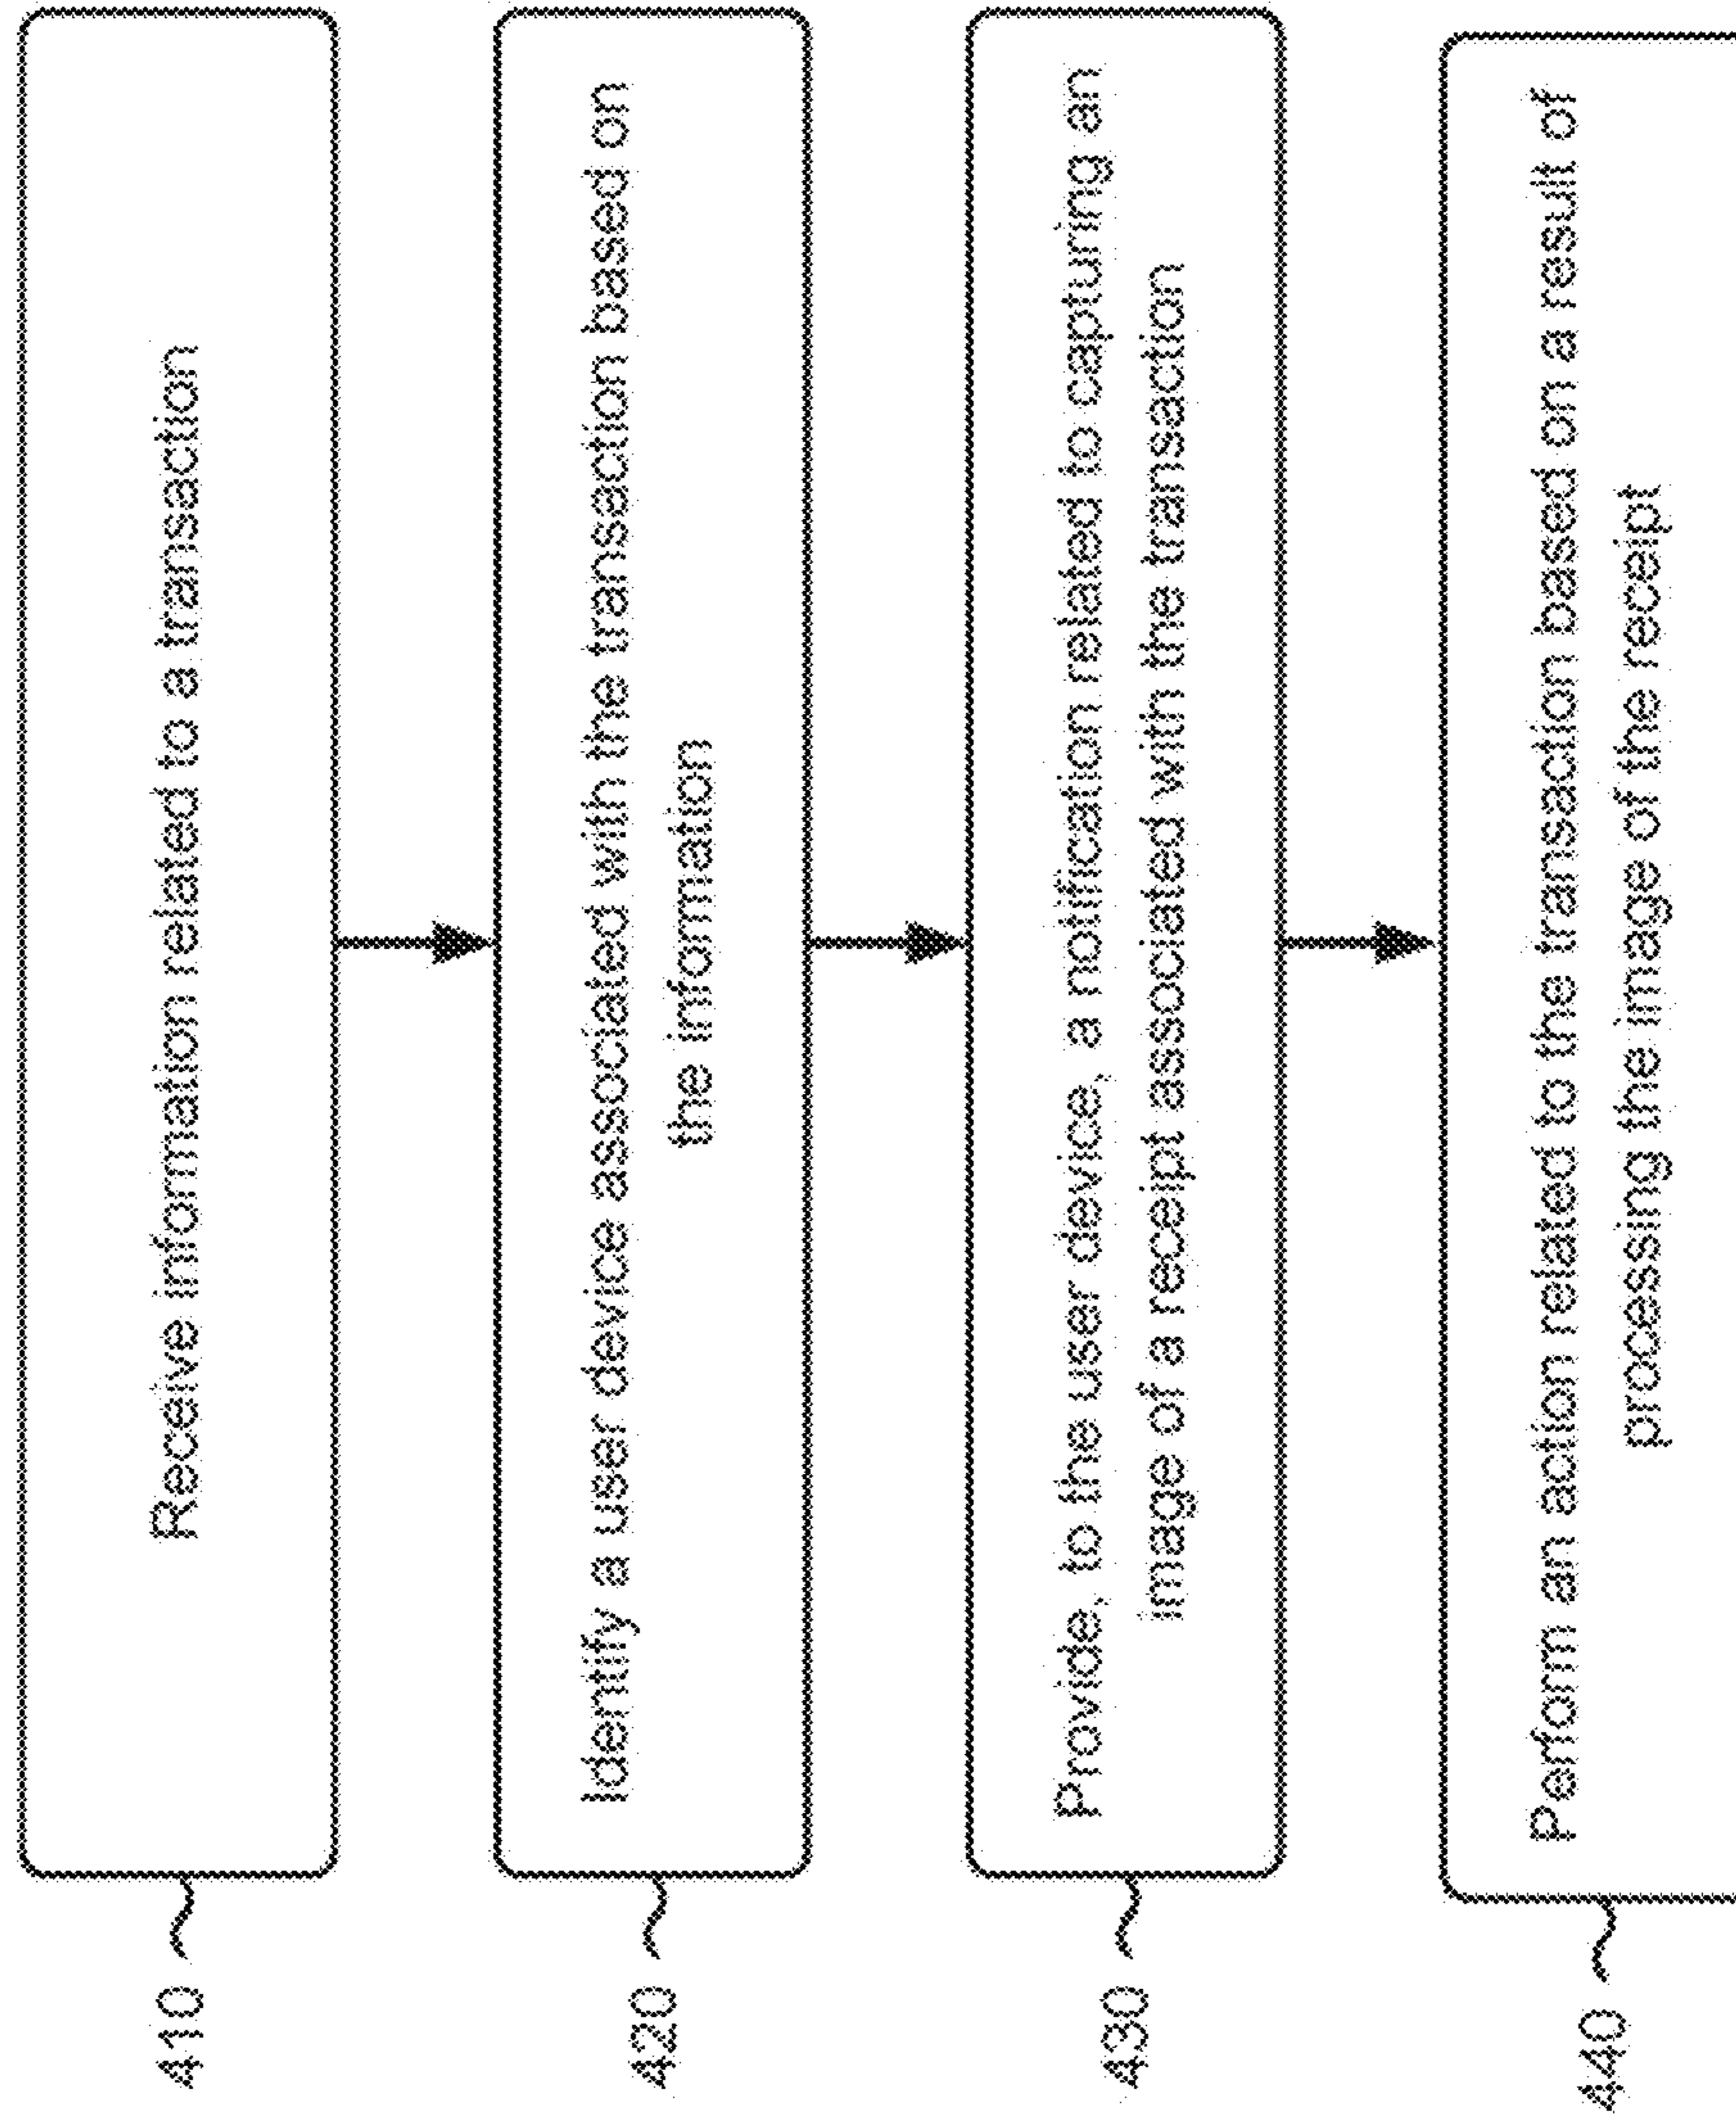 410
Receive information related to a transaction
420
Identify a user device associated with the transaction based on
the information
430
Provide, to the user device, a notification related to capturing an
image of a receipt associated with the transaction
440
Perform an action related to the transaction based on a result of
processing the image of the receipt